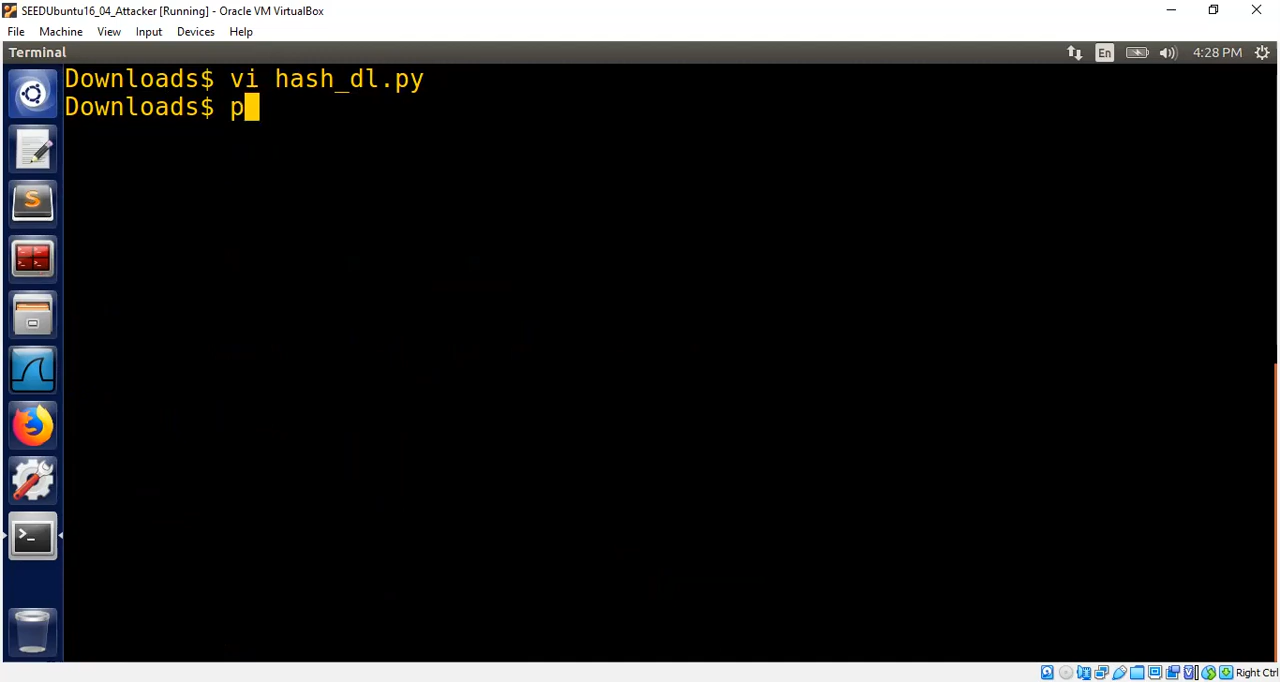 SEEDUbuntu16_04_Attacker [Running] - Oracle VM VirtualBox
File Machine View Input Devices Help
Terminal En 4:28 PM
Downloads$ vi hash_dl.py
Downloads$ p
S
>_
Right Ctrl